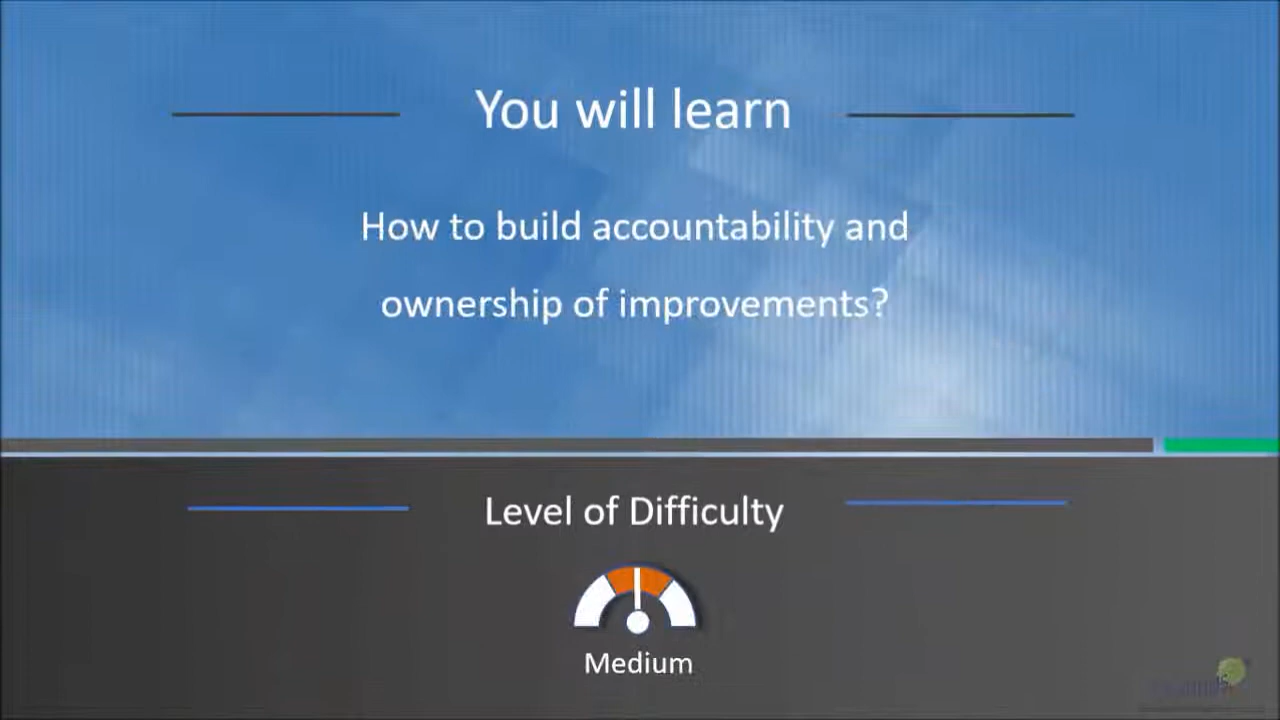 You will learn
How to build accountability and
ownership of improvements?
Level of Difficulty
Medium